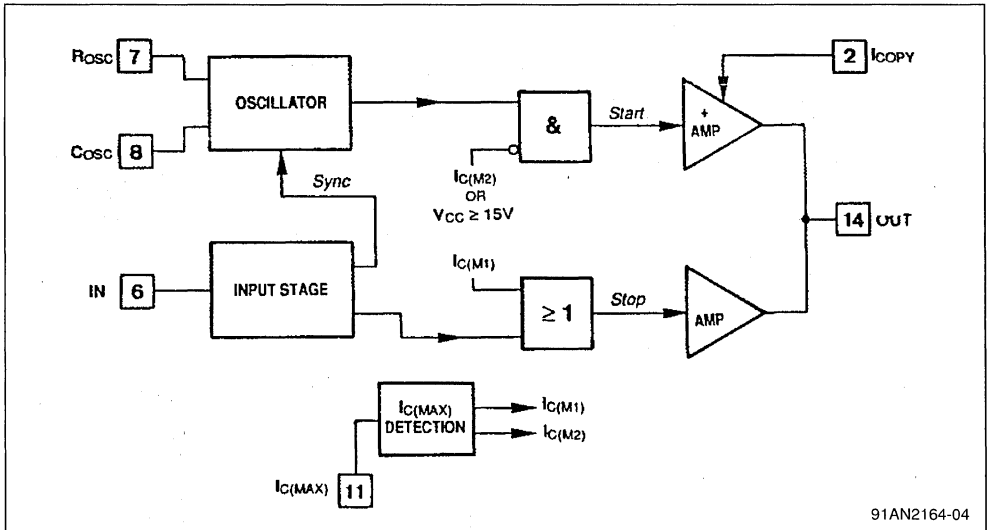 ROSC 7
2 ICOPY
OSCILLATOR
&
Start
+
AMP
COSC 8
IC(M2)
OR
VCC ≥ 15V
Sync
14 OUT
IC(M1)
IN 6
INPUT STAGE
≥ 1
Stop
AMP
IC(MAX)
DETECTION
IC(M1)
IC(M2)
IC(MAX) 11
91AN2164-04